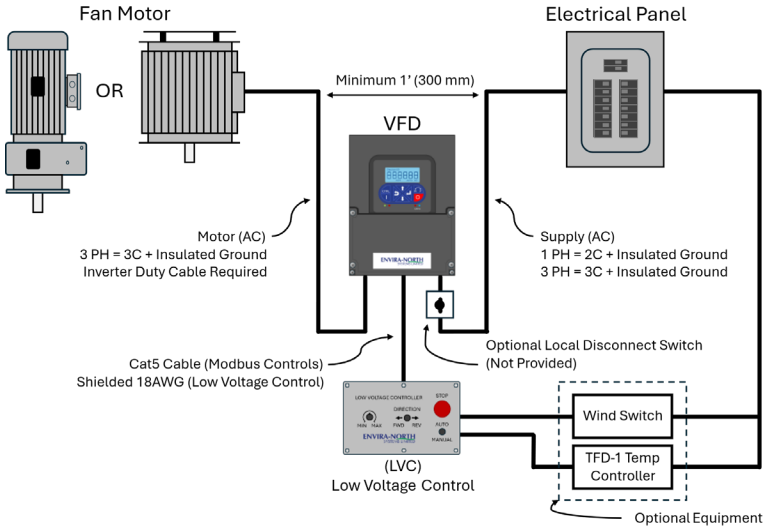 Fan Motor
Electrical Panel
OR
Minimum 1’ (300 mm)
VFD
Motor (AC)
3 PH = 3C + Insulated Ground
Inverter Duty Cable Required
Supply (AC)
1 PH = 2C + Insulated Ground
3 PH = 3C + Insulated Ground
ENVIRA-NORTH
Optional Local Disconnect Switch
(Not Provided)
Cat5 Cable (Modbus Controls)
Shielded 18AWG (Low Voltage Control)
LOW VOLTAGE CONTROLLER
STOP
DIRECTION
MIN MAX
FWD REV
AUTO
MANUAL
ENVIRA-NORTH
Wind Switch
TFD-1 Temp
Controller
(LVC)
Low Voltage Control
Optional Equipment